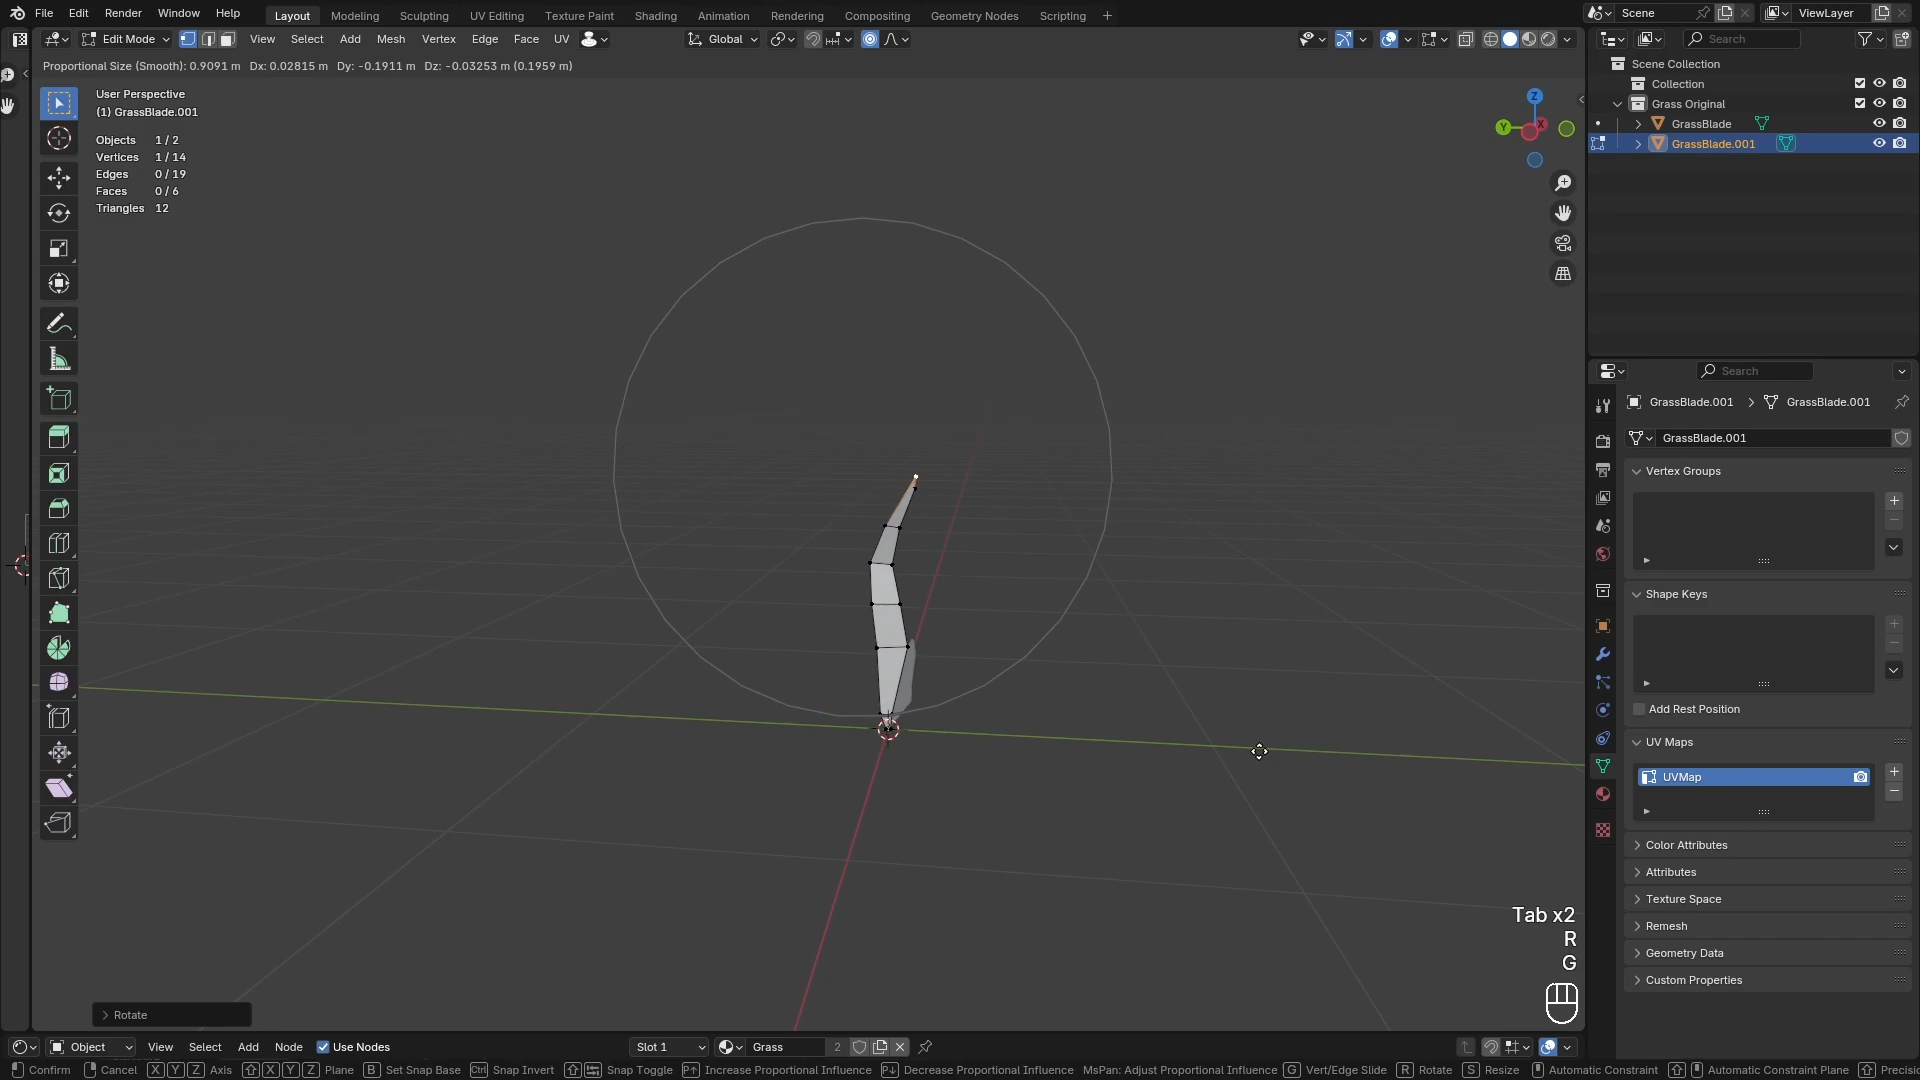 File Edit Render Window Help Layout Modeling Sculpting UV Editing Texture Paint Shading Animation Rendering Compositing Geometry Nodes Scripting + Scene ViewLayer
Edit Mode View Select Add Mesh Vertex Edge Face UV Global Search
Proportional Size (Smooth): 0.9091 m Dx: 0.02815 m Dy: -0.1911 m Dz: -0.03253 m (0.1959 m)
User Perspective
(1) GrassBlade.001
Objects 1 / 2
Vertices 1 / 14
Edges 0 / 19
Faces 0 / 6
Triangles 12
Z
Y
X
Scene Collection
Collection
Grass Original
GrassBlade
GrassBlade.001
Search
GrassBlade.001 > GrassBlade.001
GrassBlade.001
Vertex Groups
Shape Keys
Add Rest Position
UV Maps
UVMap
Color Attributes
Attributes
Texture Space
Remesh
Geometry Data
Custom Properties
Tab x2
R
G
Rotate
Object View Select Add Node Use Nodes Slot 1 Grass 2
Confirm Cancel X Y Z Axis X Y Z Plane B Set Snap Base Ctrl Snap Invert Snap Toggle Increase Proportional Influence Decrease Proportional Influence MsPan: Adjust Proportional Influence G Vert/Edge Slide R Rotate S Resize Automatic Constraint Automatic Constraint Plane Precisio